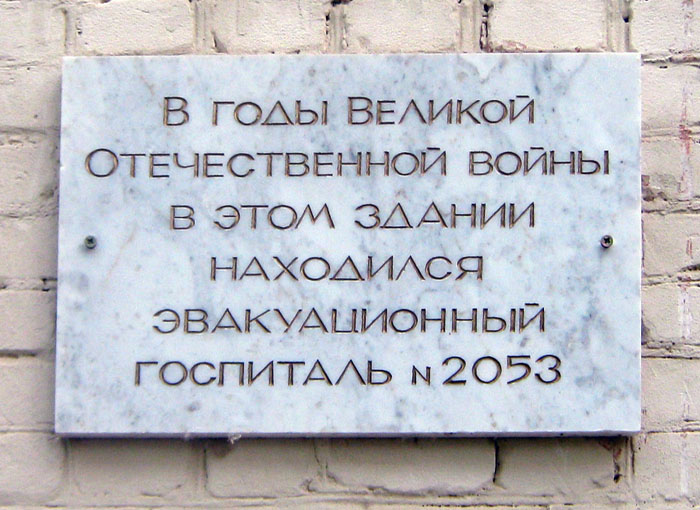 В годы Великой
Отечественной войны
в этом здании
находился
эвакуационный
госпиталь N 2053